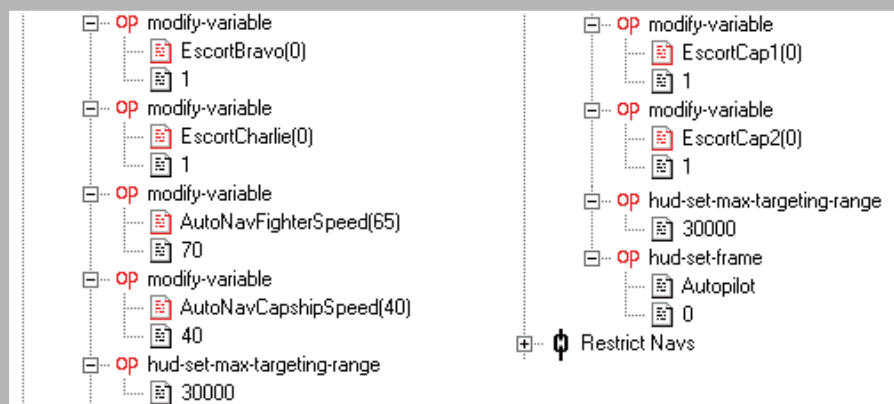 op modify-variable
EscortBravo(0)
1
op modify-variable
EscortCharlie(0)
1
op modify-variable
AutoNavFighterSpeed(65)
70
op modify-variable
AutoNavCapshipSpeed(40)
40
op hud-set-max-targeting-range
30000
op modify-variable
EscortCap1(0)
1
op modify-variable
EscortCap2(0)
1
op hud-set-max-targeting-range
30000
op hud-set-frame
Autopilot
0
Restrict Navs